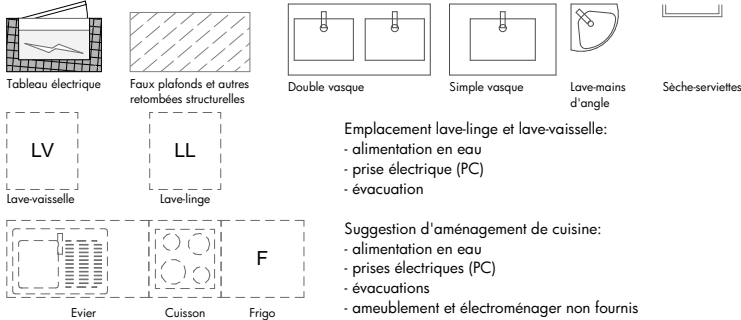 Tableau électrique
Faux plafonds et autres
retombées structurelles
Double vasque
Simple vasque
Lave-mains
d'angle
Sèche-serviettes
LV
Lave-vaisselle
LL
Lave-linge
Emplacement lave-linge et lave-vaisselle:
- alimentation en eau
- prise électrique (PC)
- évacuation
F
Evier
Cuisson
Frigo
Suggestion d'aménagement de cuisine:
- alimentation en eau
- prises électriques (PC)
- évacuations
- ameublement et électroménager non fournis